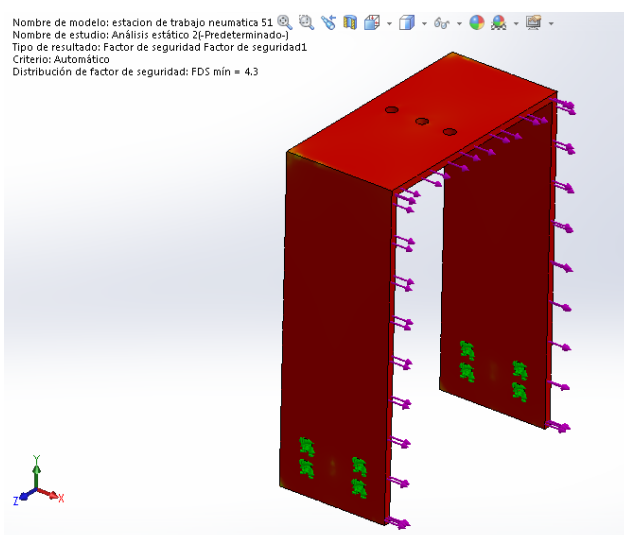 Nombre de modelo: estacion de trabajo neumatica 51
Nombre de estudio: Análisis estático 2(-Predeterminado-)
Tipo de resultado: Factor de seguridad Factor de seguridad1
Criterio: Automático
Distribución de factor de seguridad: FDS mín = 4.3
Y
Z
X